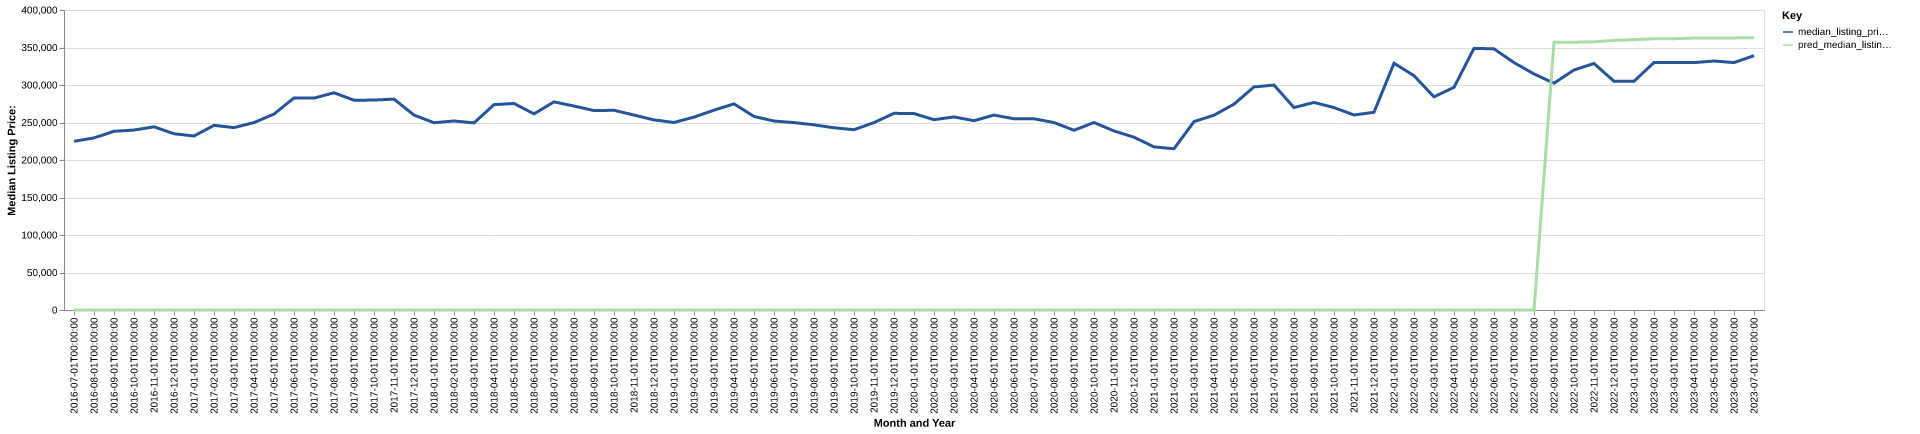 400,000
350,000
300,000
250,000
200,000
150,000
100,000
50,000
0
Median Listing Price:
2016-07-01T00:00:00
2016-08-01T00:00:00
2016-09-01T00:00:00
2016-10-01T00:00:00
2016-11-01T00:00:00
2016-12-01T00:00:00
2017-01-01T00:00:00
2017-02-01T00:00:00
2017-03-01T00:00:00
2017-04-01T00:00:00
2017-05-01T00:00:00
2017-06-01T00:00:00
2017-07-01T00:00:00
2017-08-01T00:00:00
2017-09-01T00:00:00
2017-10-01T00:00:00
2017-11-01T00:00:00
2017-12-01T00:00:00
2018-01-01T00:00:00
2018-02-01T00:00:00
2018-03-01T00:00:00
2018-04-01T00:00:00
2018-05-01T00:00:00
2018-06-01T00:00:00
2018-07-01T00:00:00
2018-08-01T00:00:00
2018-09-01T00:00:00
2018-10-01T00:00:00
2018-11-01T00:00:00
2018-12-01T00:00:00
2019-01-01T00:00:00
2019-02-01T00:00:00
2019-03-01T00:00:00
2019-04-01T00:00:00
2019-05-01T00:00:00
2019-06-01T00:00:00
2019-07-01T00:00:00
2019-08-01T00:00:00
2019-09-01T00:00:00
2019-10-01T00:00:00
2019-11-01T00:00:00
2019-12-01T00:00:00
2020-01-01T00:00:00
2020-02-01T00:00:00
2020-03-01T00:00:00
2020-04-01T00:00:00
2020-05-01T00:00:00
2020-06-01T00:00:00
2020-07-01T00:00:00
2020-08-01T00:00:00
2020-09-01T00:00:00
2020-10-01T00:00:00
2020-11-01T00:00:00
2020-12-01T00:00:00
2021-01-01T00:00:00
2021-02-01T00:00:00
2021-03-01T00:00:00
2021-04-01T00:00:00
2021-05-01T00:00:00
2021-06-01T00:00:00
2021-07-01T00:00:00
2021-08-01T00:00:00
2021-09-01T00:00:00
2021-10-01T00:00:00
2021-11-01T00:00:00
2021-12-01T00:00:00
2022-01-01T00:00:00
2022-02-01T00:00:00
2022-03-01T00:00:00
2022-04-01T00:00:00
2022-05-01T00:00:00
2022-06-01T00:00:00
2022-07-01T00:00:00
2022-08-01T00:00:00
2022-09-01T00:00:00
2022-10-01T00:00:00
2022-11-01T00:00:00
2022-12-01T00:00:00
2023-01-01T00:00:00
2023-02-01T00:00:00
2023-03-01T00:00:00
2023-04-01T00:00:00
2023-05-01T00:00:00
2023-06-01T00:00:00
2023-07-01T00:00:00
Month and Year
Key
median_listing_pri…
pred_median_listin…